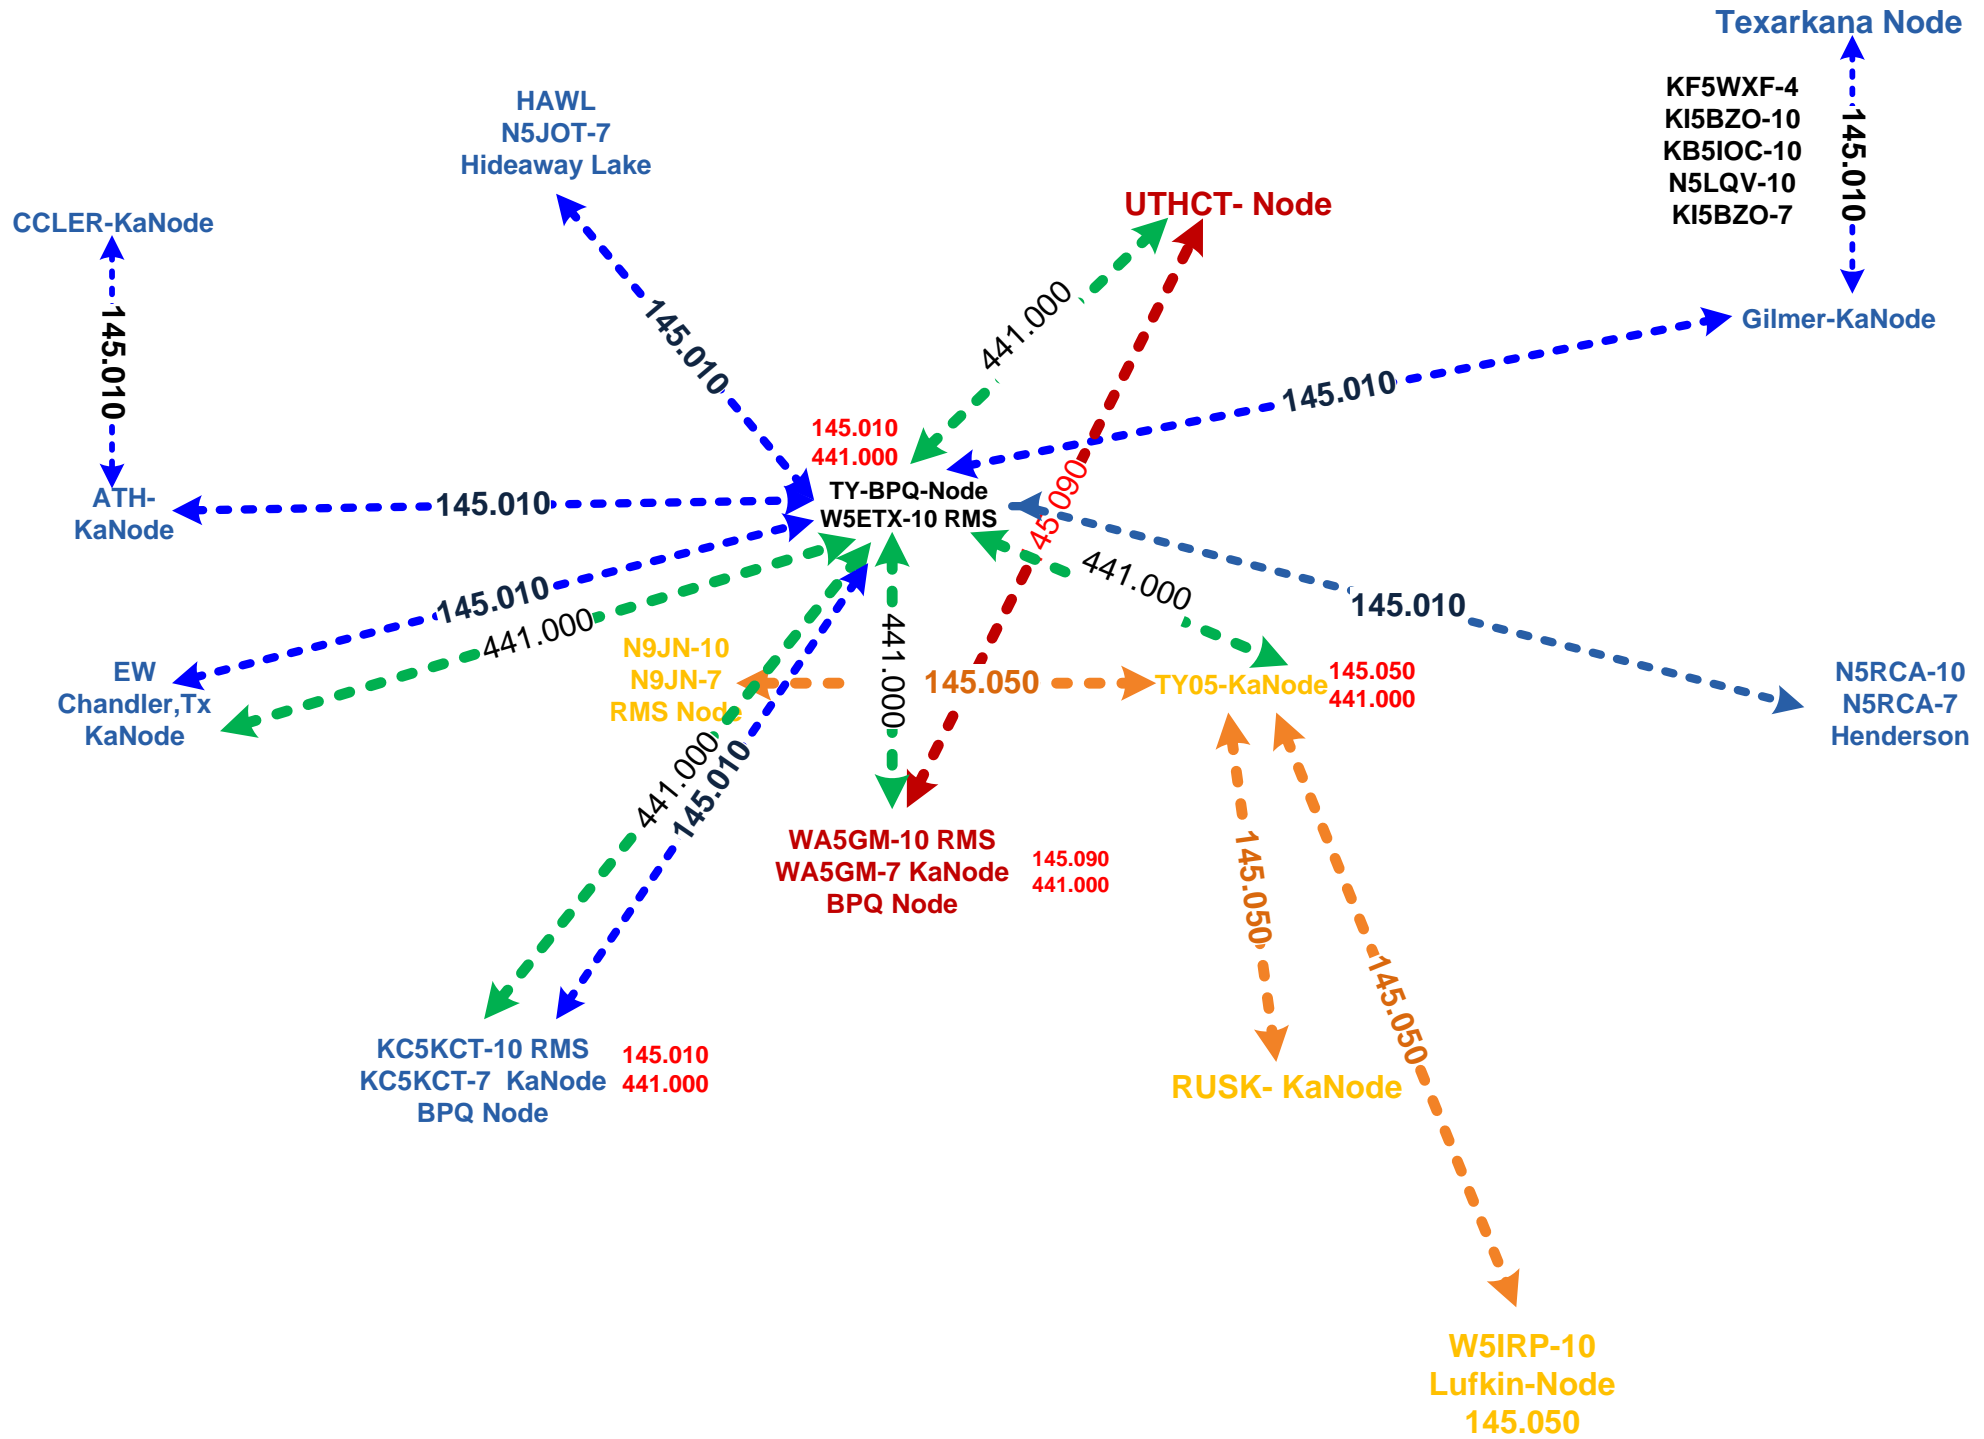 Texarkana Node
KF5WXF-4
KI5BZO-10
KB5IOC-10
N5LQV-10
KI5BZO-7
145.010
Gilmer-KaNode
HAWL
N5JOT-7
Hideaway Lake
UTHCT- Node
CCLER-KaNode
145.010
145.010
441.000
145.010
145.010
441.000
TY-BPQ-Node
W5ETX-10 RMS
45.090
ATH-
KaNode
145.010
145.010
441.000
441.000
145.010
EW
Chandler,Tx
KaNode
N9JN-10
N9JN-7
RMS Node
441.000
145.050
TY05-KaNode
145.050
441.000
N5RCA-10
N5RCA-7
Henderson
441.000
145.010
WA5GM-10 RMS
WA5GM-7 KaNode
BPQ Node
145.090
441.000
145.050
145.050
KC5KCT-10 RMS
KC5KCT-7  KaNode
BPQ Node
145.010
441.000
RUSK- KaNode
W5IRP-10
Lufkin-Node
145.050